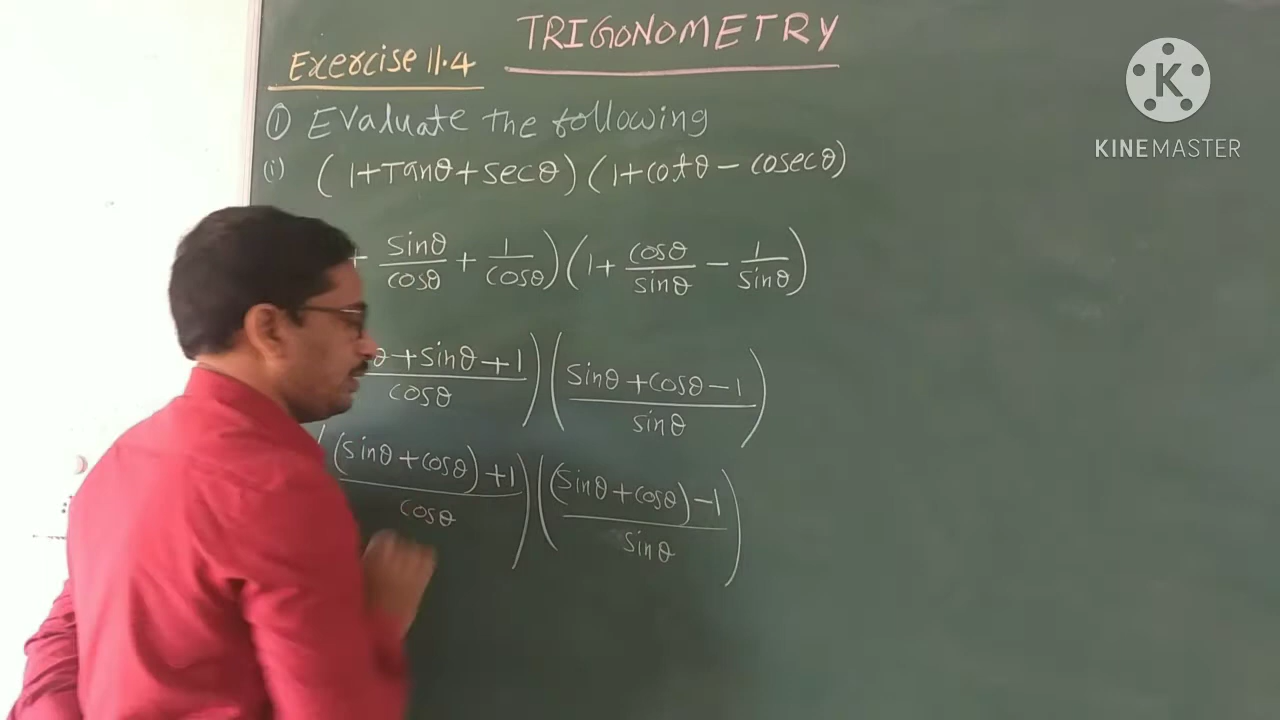 TRIGONOMETRY
Exercise 11.4
① Evaluate the following
(i) (1+Tanθ+secθ)(1+cotθ-cosecθ)
+ sinθ/cosθ + 1/cosθ)(1+ cosθ/sinθ - 1/sinθ)
θ+sinθ+1)/cosθ)((sinθ+cosθ-1)/sinθ)
(((sinθ+cosθ)+1)/cosθ)(((sinθ+cosθ)-1)/sinθ)
K
KINEMASTER